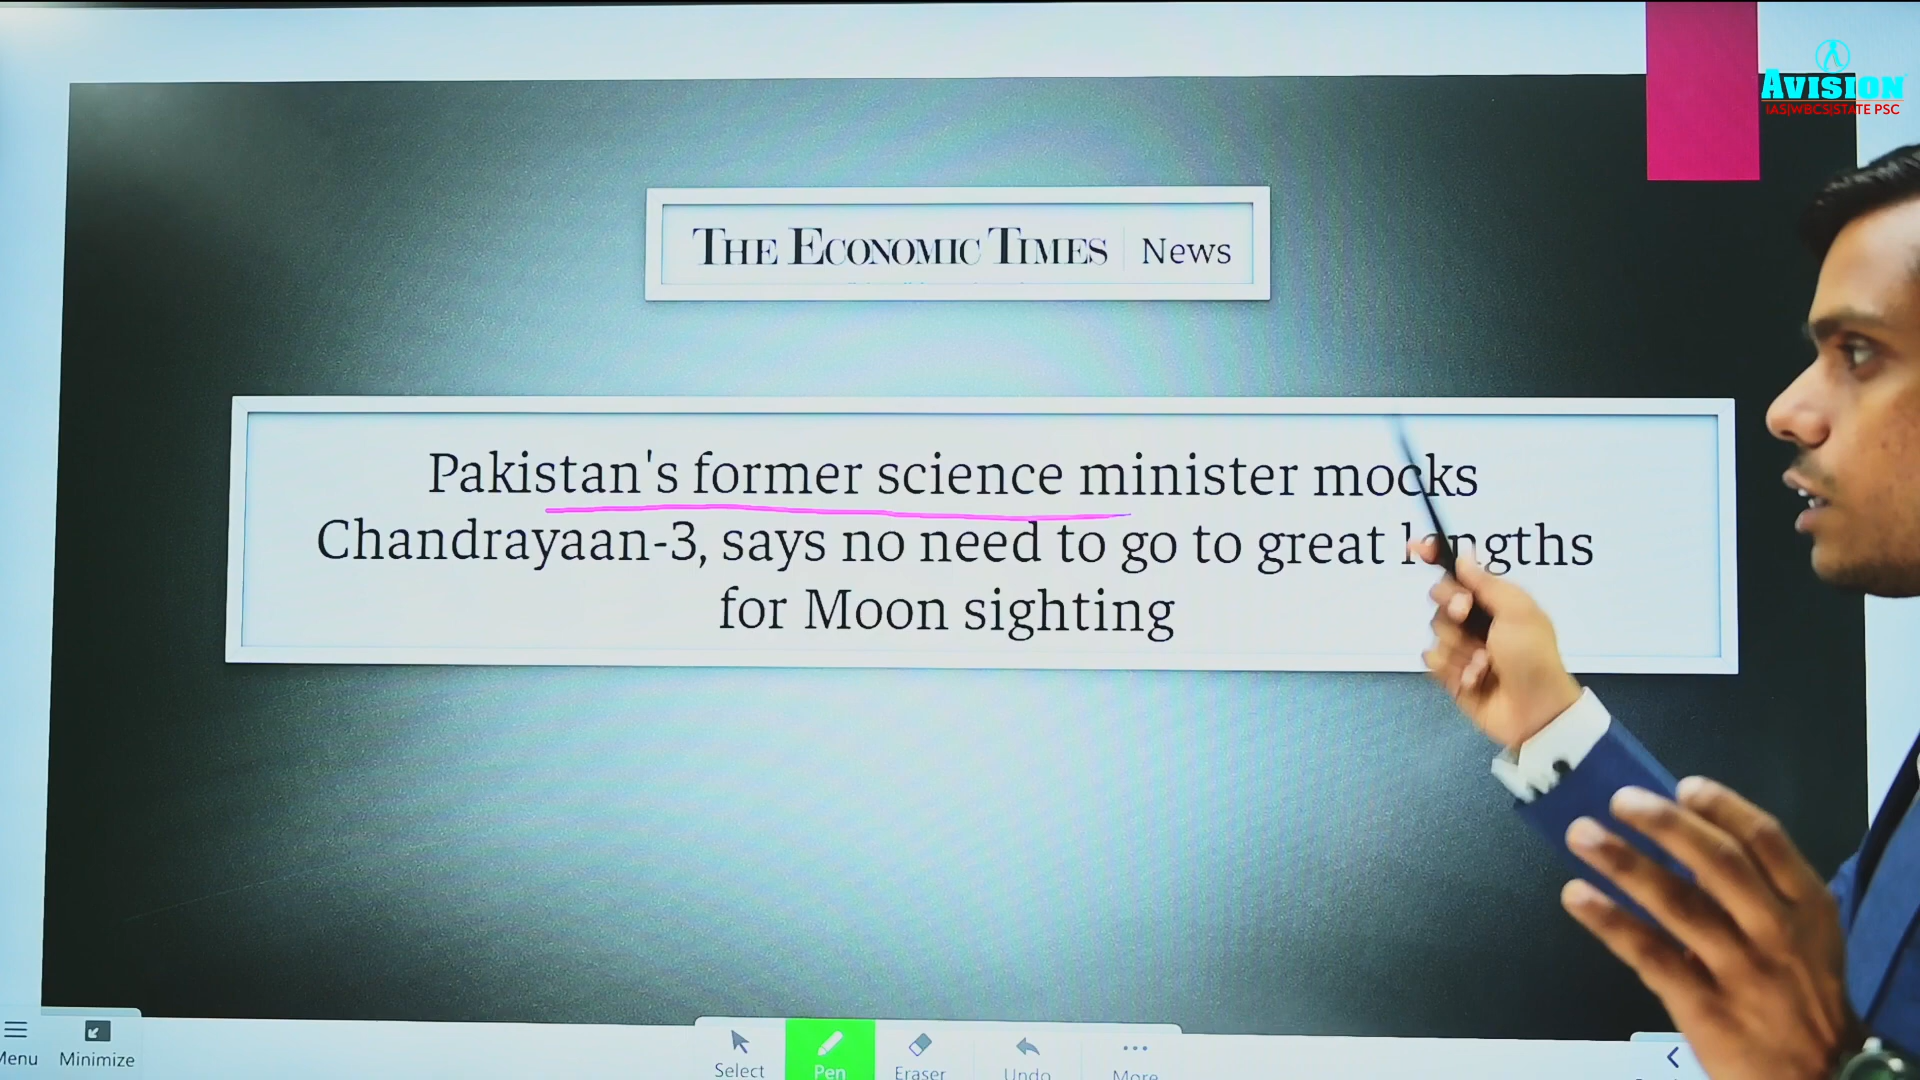 AVISION
IAS|WBCS|STATE PSC
THE ECONOMIC TIMES News
Pakistan's former science minister mocks
Chandrayaan-3, says no need to go to great lengths
for Moon sighting
Menu Minimize Select Pen Eraser Undo More